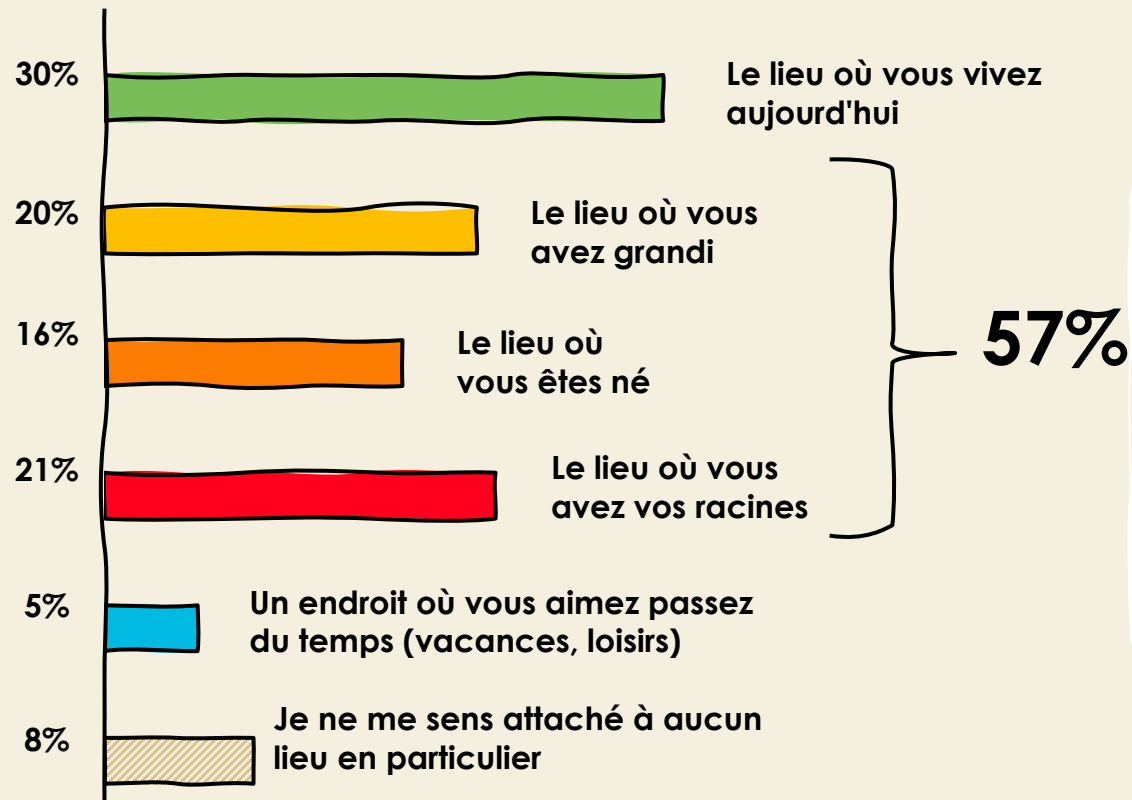 30%
Le lieu où vous vivez
aujourd'hui
20%
Le lieu où vous
avez grandi
16%
Le lieu où
vous êtes né
57%
21%
Le lieu où vous
avez vos racines
5%
Un endroit où vous aimez passez
du temps (vacances, loisirs)
8%
Je ne me sens attaché à aucun
lieu en particulier